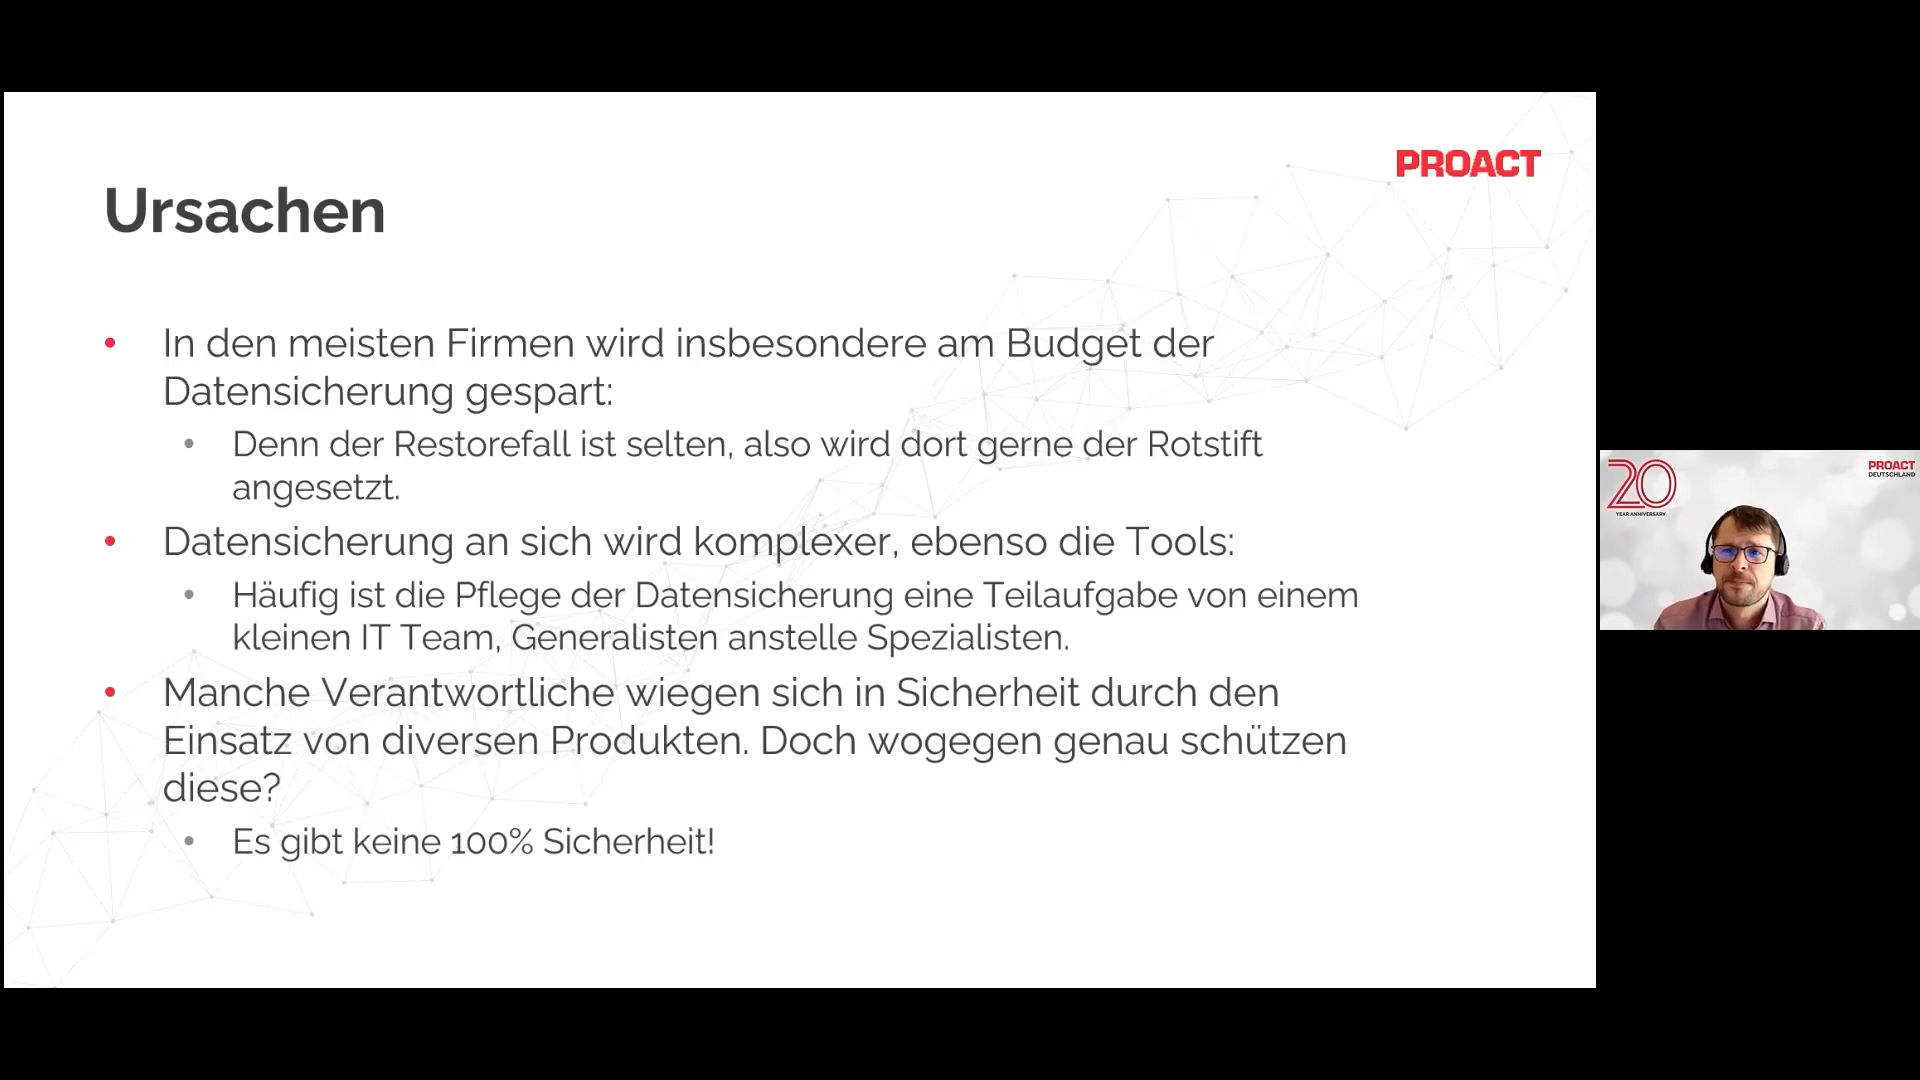 PROACT
Ursachen
• In den meisten Firmen wird insbesondere am Budget der
Datensicherung gespart:
• Denn der Restorefall ist selten, also wird dort gerne der Rotstift
angesetzt.
• Datensicherung an sich wird komplexer, ebenso die Tools:
• Häufig ist die Pflege der Datensicherung eine Teilaufgabe von einem
kleinen IT Team, Generalisten anstelle Spezialisten.
• Manche Verantwortliche wiegen sich in Sicherheit durch den
Einsatz von diversen Produkten. Doch wogegen genau schützen
diese?
• Es gibt keine 100% Sicherheit!
20
YEAR ANNIVERSARY
PROACT
DEUTSCHLAND